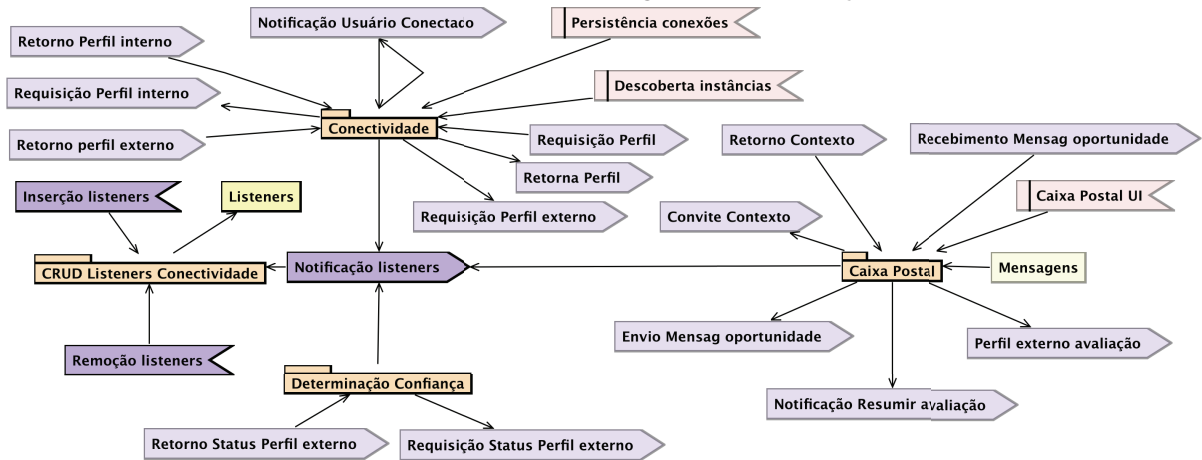 Notificação Usuário Conectaco
Persistência conexões
Retorno Perfil interno
Descoberta instâncias
Requisição Perfil interno
Conectividade
Requisição Perfil
Retorno Contexto
Recebimento Mensag oportunidade
Retorno perfil externo
Retorna Perfil
Inserção listeners
Listeners
Caixa Postal UI
Requisição Perfil externo
Convite Contexto
CRUD Listeners Conectividade
Notificação listeners
Caixa Postal
Mensagens
Envio Mensag oportunidade
Perfil externo avaliação
Remoção listeners
Determinação Confiança
Notificação Resumir avaliação
Retorno Status Perfil externo
Requisição Status Perfil externo